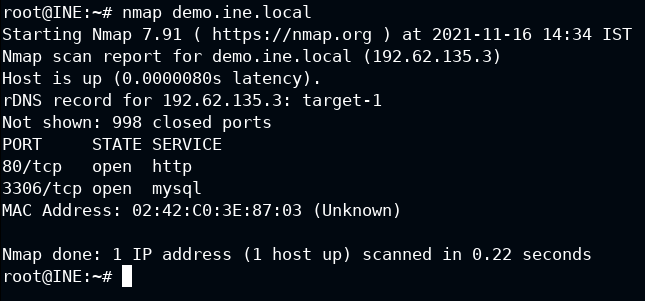 root@INE:~# nmap demo.ine.local
Starting Nmap 7.91 ( https://nmap.org ) at 2021-11-16 14:34 IST
Nmap scan report for demo.ine.local (192.62.135.3)
Host is up (0.0000080s latency).
rDNS record for 192.62.135.3: target-1
Not shown: 998 closed ports
PORT     STATE SERVICE
80/tcp   open  http
3306/tcp open  mysql
MAC Address: 02:42:C0:3E:87:03 (Unknown)

Nmap done: 1 IP address (1 host up) scanned in 0.22 seconds
root@INE:~#